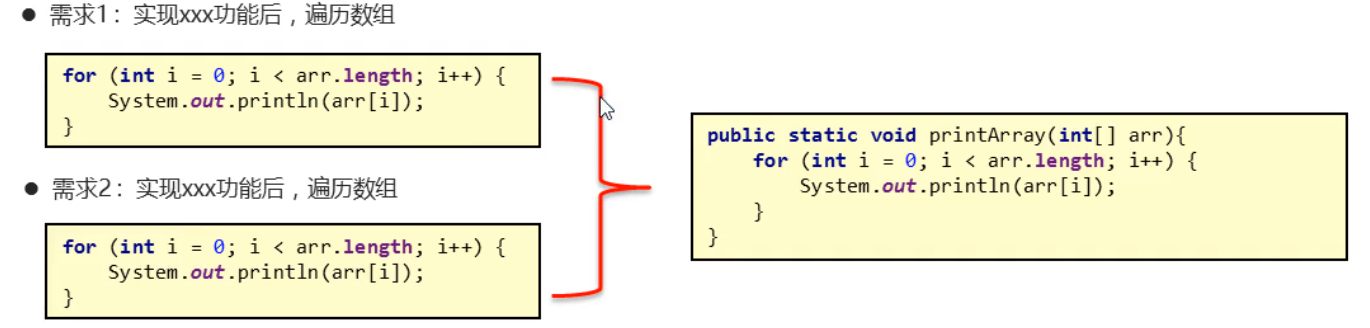 ● 需求1：实现xxx功能后，遍历数组
for (int i = 0; i < arr.length; i++) {
    System.out.println(arr[i]);
}
● 需求2：实现xxx功能后，遍历数组
for (int i = 0; i < arr.length; i++) {
    System.out.println(arr[i]);
}
public static void printArray(int[] arr){
    for (int i = 0; i < arr.length; i++) {
        System.out.println(arr[i]);
    }
}